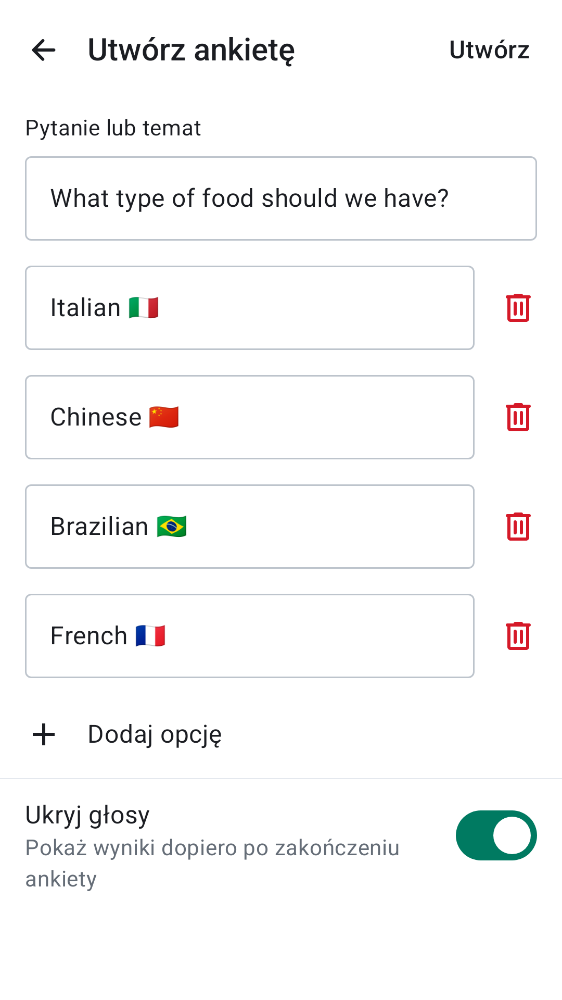 Utwórz ankietę
Utwórz
Pytanie lub temat
What type of food should we have?
Italian 🇮🇹
Chinese 🇨🇳
Brazilian 🇧🇷
French 🇫🇷
Dodaj opcję
Ukryj głosy
Pokaż wyniki dopiero po zakończeniu
ankiety